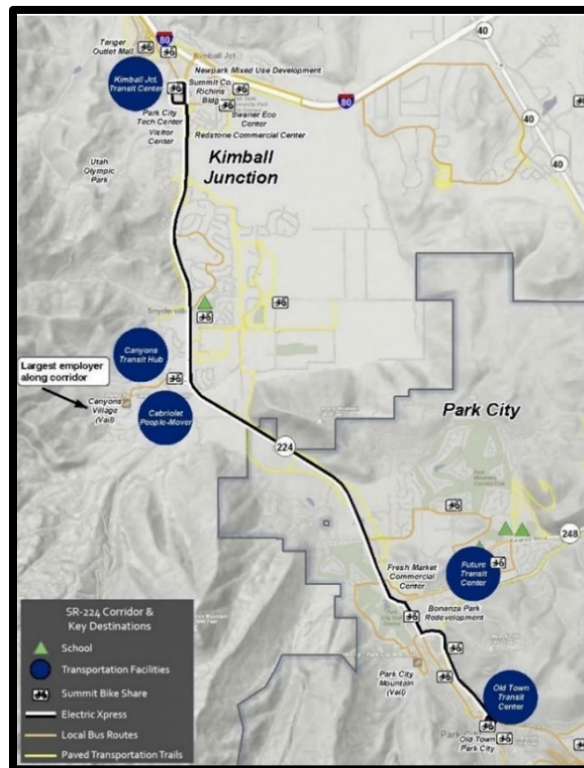 Tanger
Outlet Mall
80
Kimball Jct.
40
Kimball Jct.
Transit Center
Newpark Mixed Use Development
Summit Co.
Richins
Bldg
80
Park City
Tech Center
Swaner Eco
Center
Visitor
Center
Redstone Commercial Center
40
40
Utah
Olympic
Park
Kimball
Junction
Snyderville
Canyons
Transit Hub
Largest employer
along corridor
Canyons
Village
(Vail)
Cabriolet
People-Mover
Park City
224
248
Fresh Market
Commercial
Center
Future
Transit
Center
Bonanza Park
Redevelopment
Park City
Mountain
(Vail)
Old Town
Transit
Center
Park City
Old Town
Park City
SR-224 Corridor &
Key Destinations
School
Transportation Facilities
Summit Bike Share
Electric Xpress
Local Bus Routes
Paved Transportation Trails